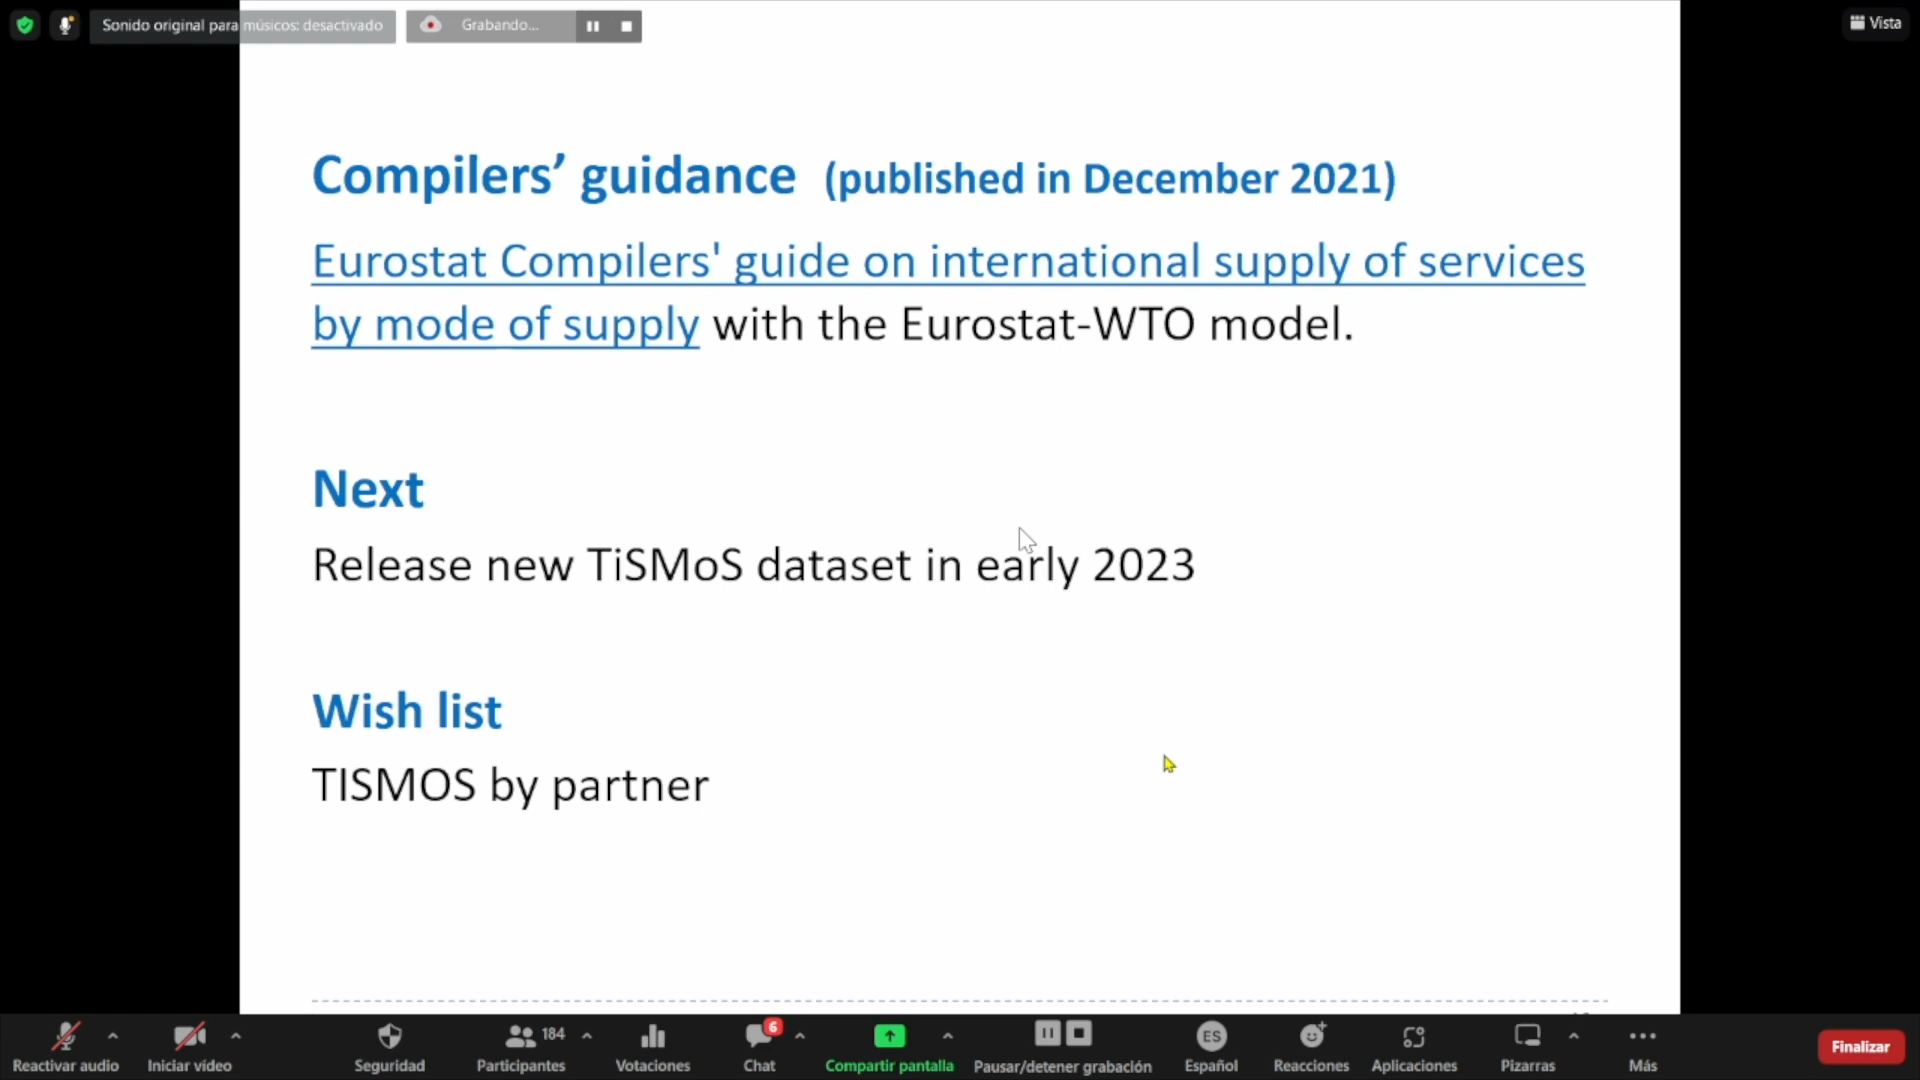 Sonido original para músicos: desactivado
Grabando...
Vista
Compilers’ guidance (published in December 2021)
Eurostat Compilers' guide on international supply of services
by mode of supply with the Eurostat-WTO model.
Next
Release new TiSMoS dataset in early 2023
Wish list
TISMOS by partner
Reactivar audio
Iniciar vídeo
Seguridad
184
Participantes
Votaciones
6
Chat
Compartir pantalla
Pausar/detener grabación
ES
Español
Reacciones
Aplicaciones
Pizarras
Más
Finalizar